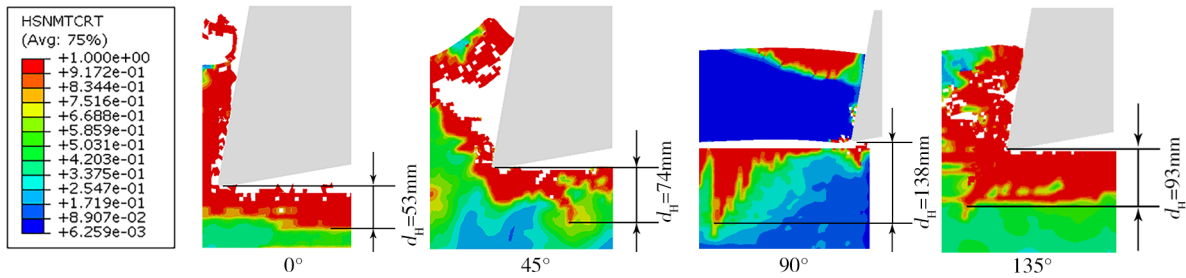 HSNMTCRT
(Avg: 75%)
+1.000e+00
+9.172e-01
+8.344e-01
+7.516e-01
+6.688e-01
+5.859e-01
+5.031e-01
+4.203e-01
+3.375e-01
+2.547e-01
+1.719e-01
+8.907e-02
+6.259e-03
dH=53mm
0°
dH=74mm
45°
dH=138mm
90°
dH=93mm
135°